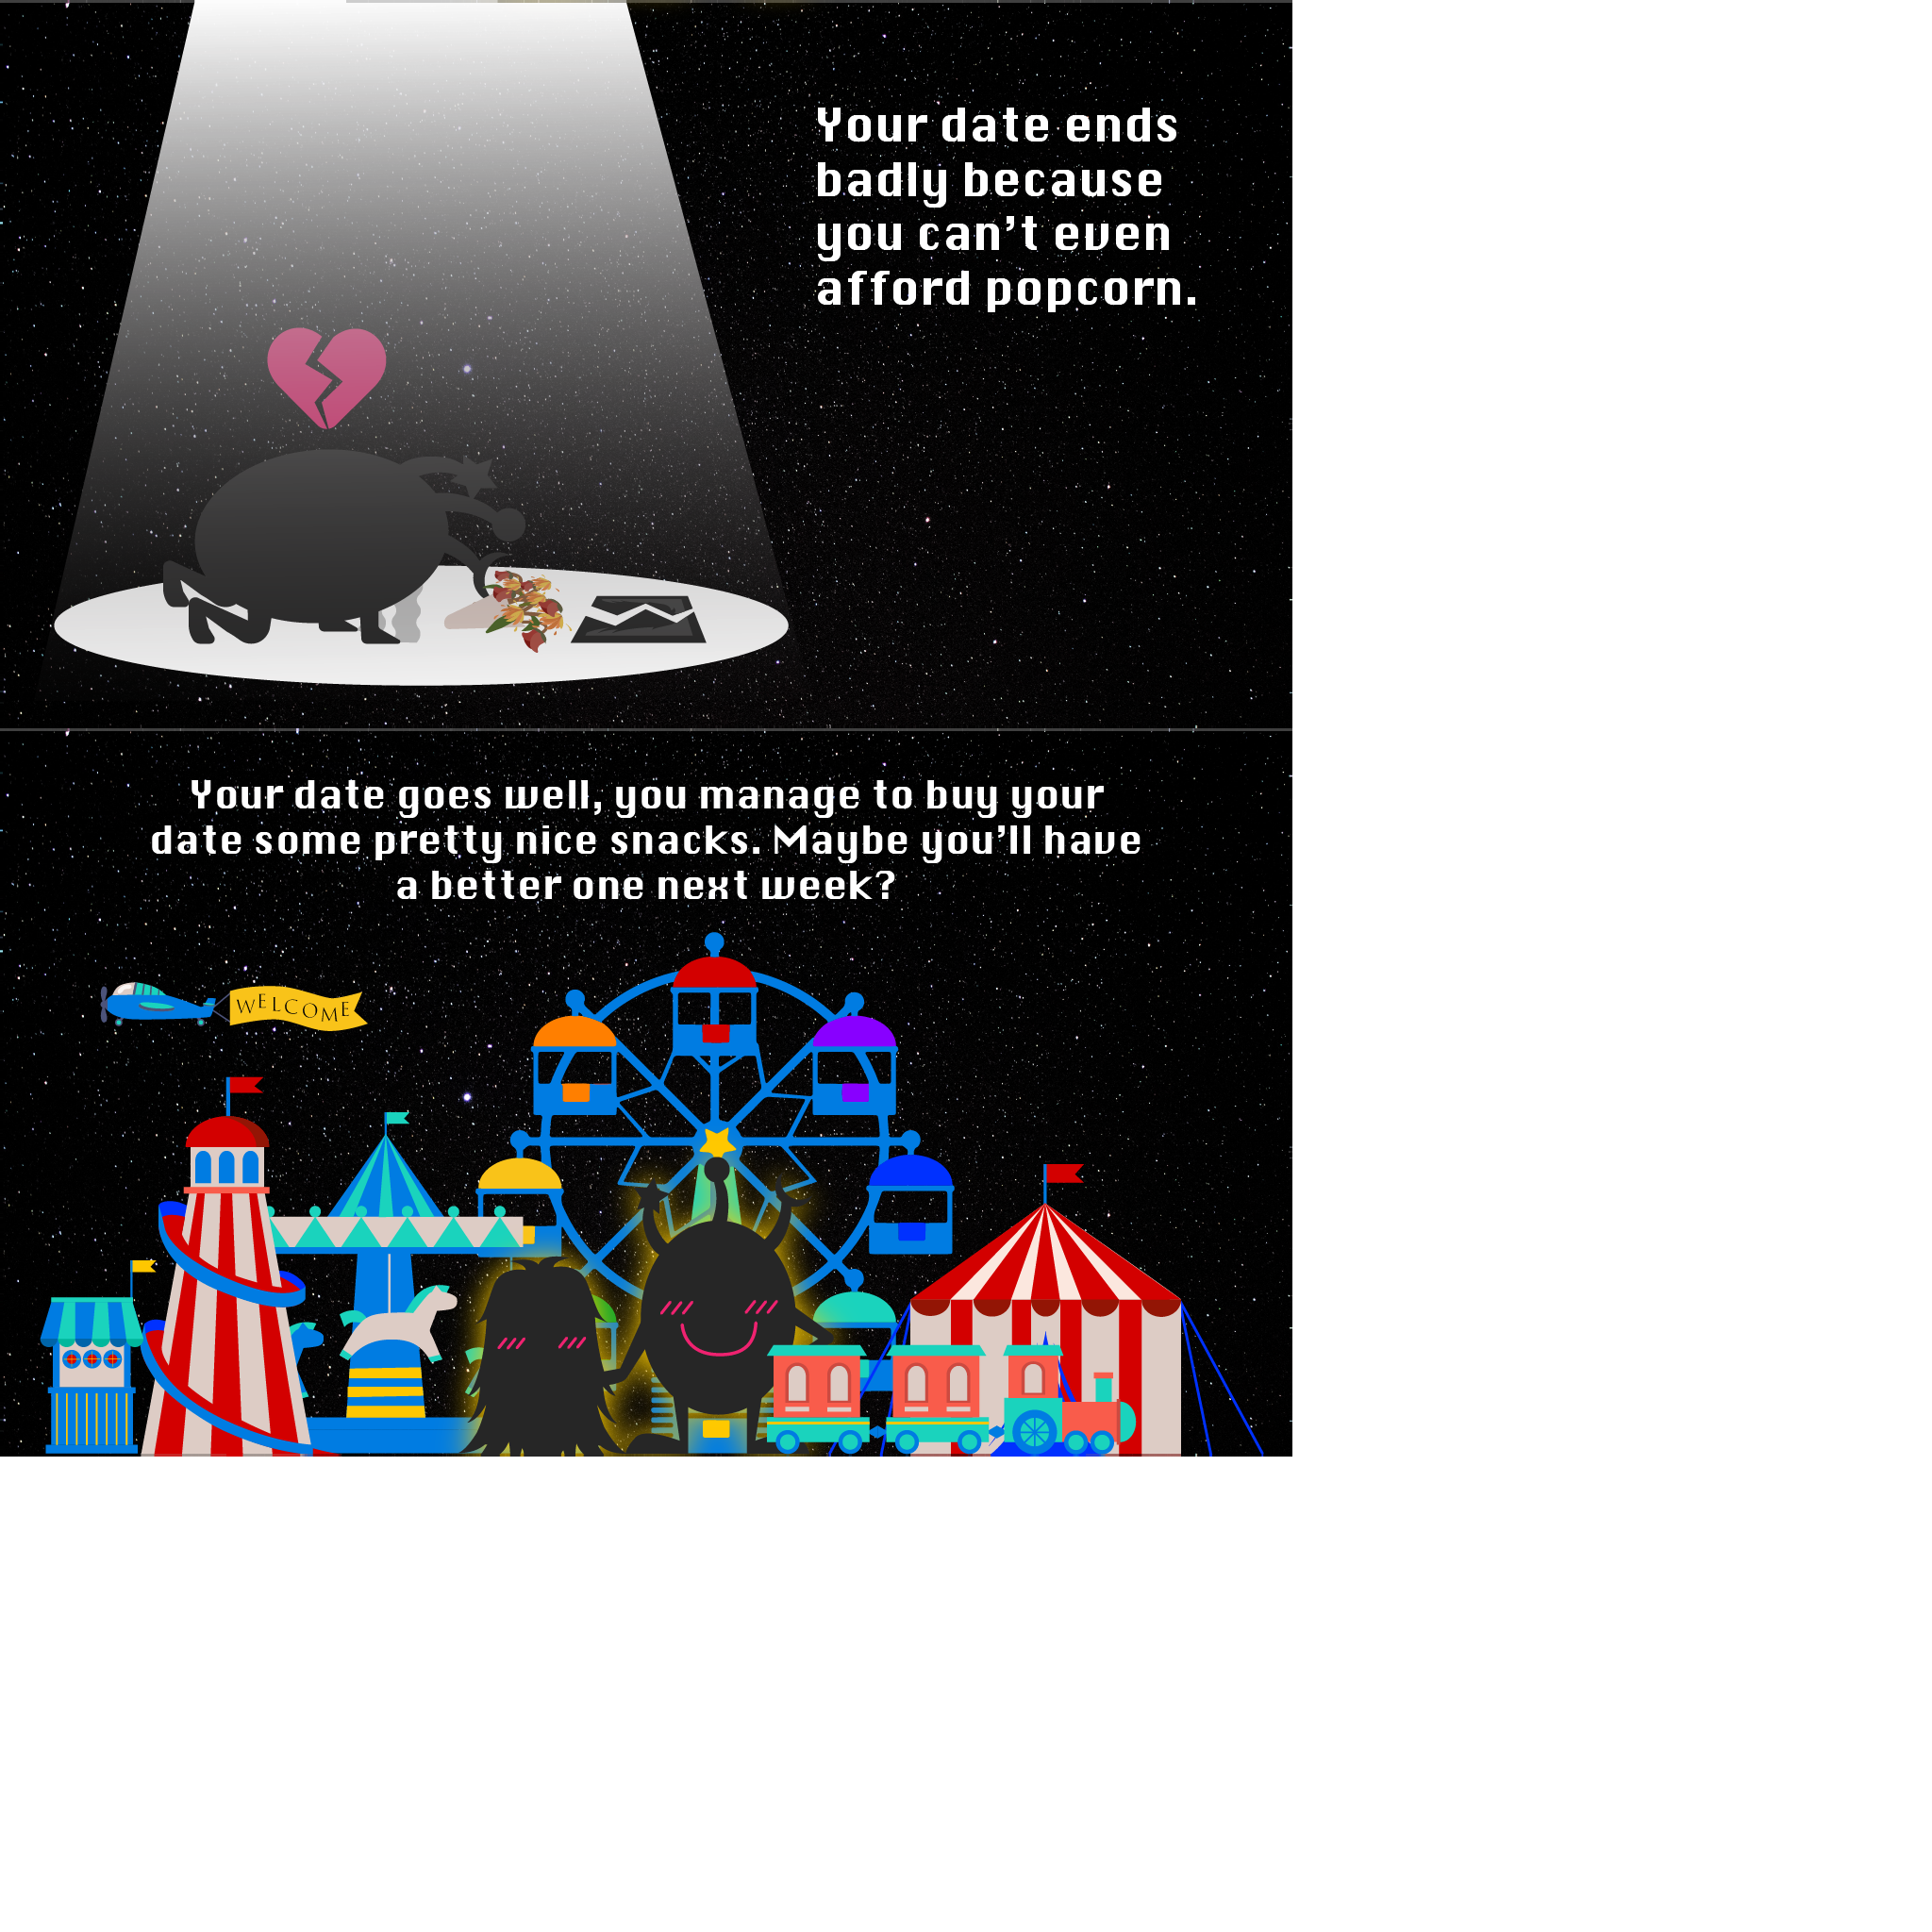 Your date ends
badly because
you can't even
afford popcorn.
Your date goes well, you manage to buy your
date some pretty nice snacks. Maybe you'll have
a better one next week?
WELCOME